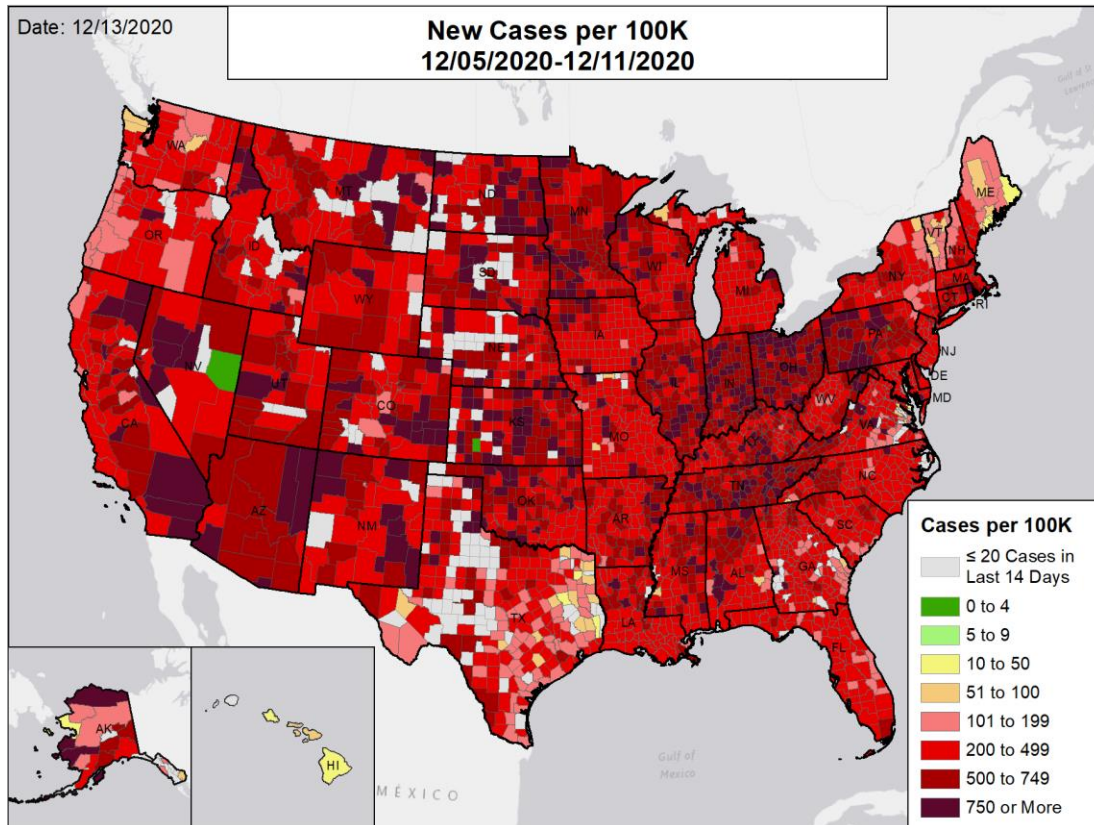 Date: 12/13/2020
New Cases per 100K
12/05/2020-12/11/2020
Gulf of St
Lawrence
WA
MT
ND
MN
ME
OR
ID
SD
WI
VT
NH
WY
MI
NY
MA
CT
RI
IA
NE
PA
NJ
NV
UT
IL
IN
OH
DE
CO
WV
MD
CA
KS
MO
KY
VA
TN
NC
AZ
NM
OK
AR
SC
MS
AL
GA
TX
LA
FL
AK
HI
Gulf of
Mexico
MÉXICO
Cases per 100K
≤ 20 Cases in
Last 14 Days
0 to 4
5 to 9
10 to 50
51 to 100
101 to 199
200 to 499
500 to 749
750 or More